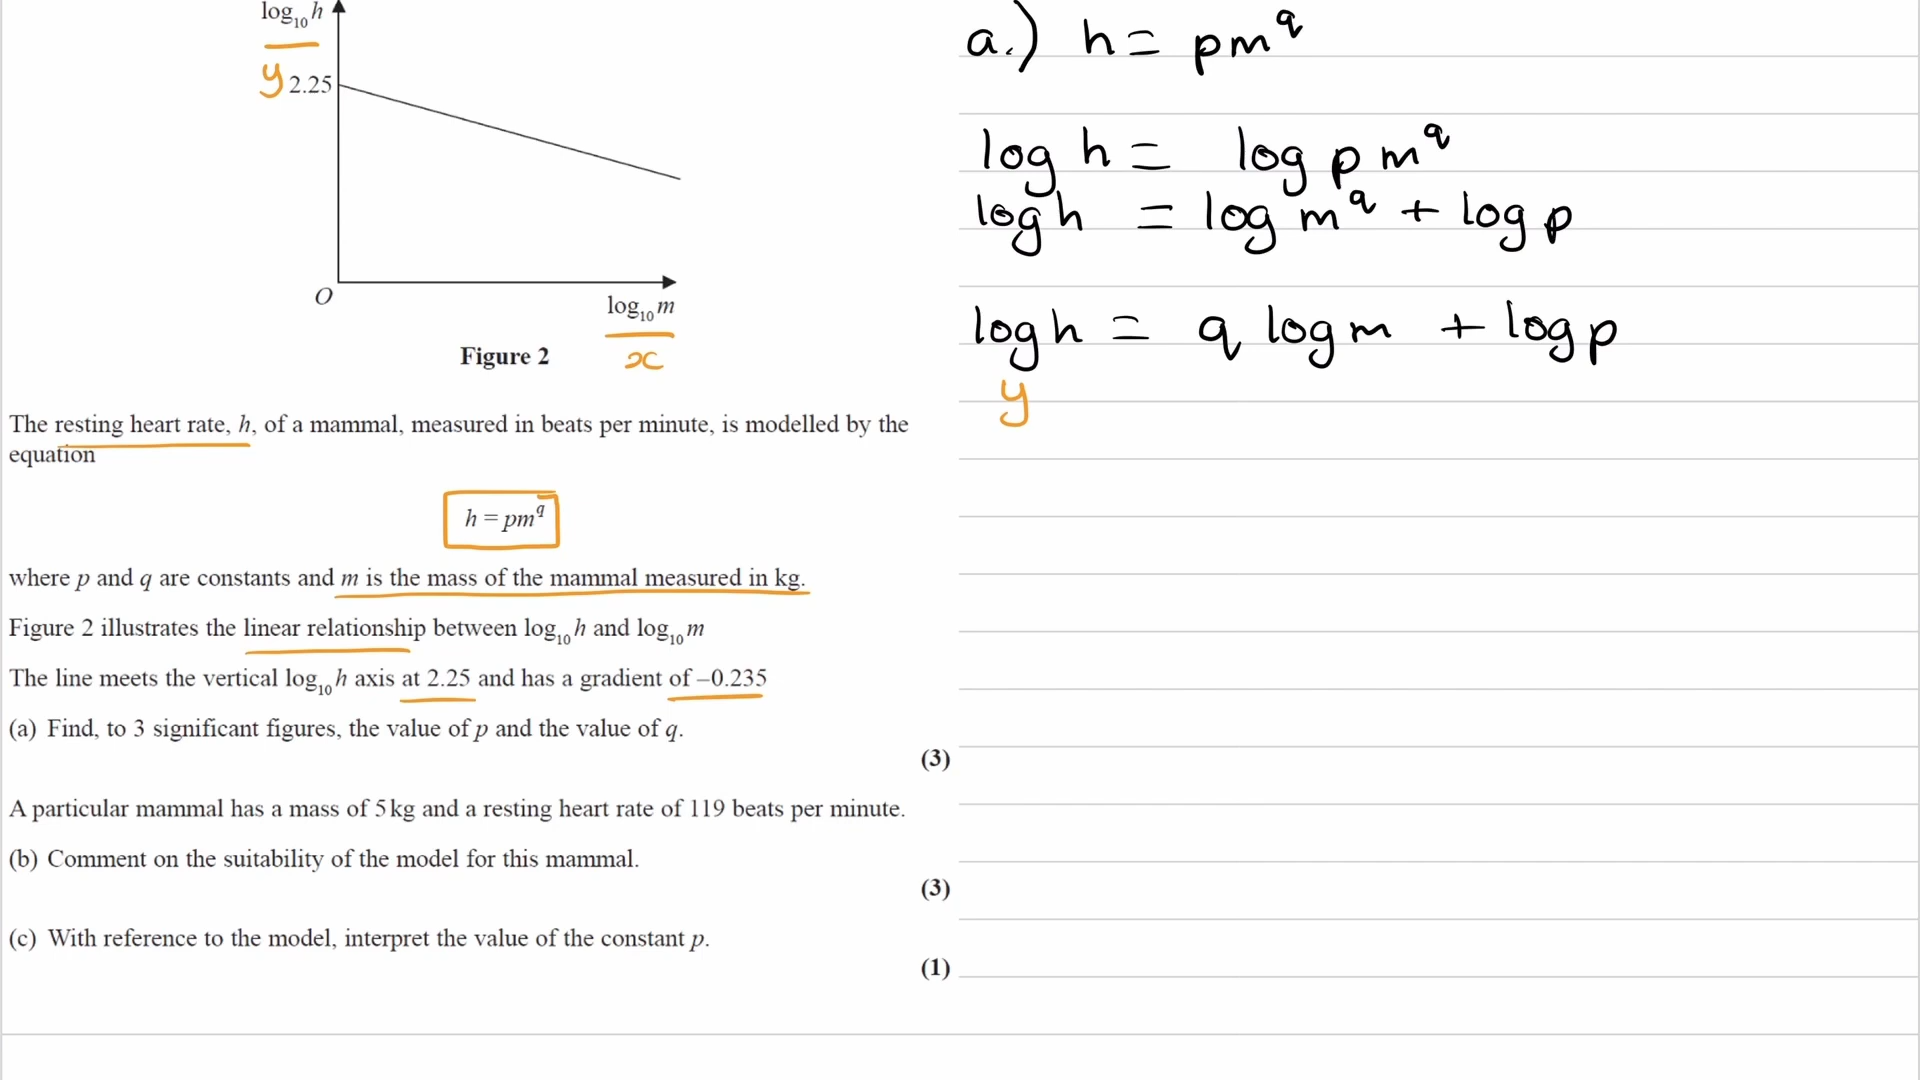 log₁₀ h
y 2.25
O
log₁₀ m
x
Figure 2
The resting heart rate, h, of a mammal, measured in beats per minute, is modelled by the
equation
h = pm^q
where p and q are constants and m is the mass of the mammal measured in kg.
Figure 2 illustrates the linear relationship between log₁₀ h and log₁₀ m
The line meets the vertical log₁₀ h axis at 2.25 and has a gradient of –0.235
(a) Find, to 3 significant figures, the value of p and the value of q.
(3)
A particular mammal has a mass of 5 kg and a resting heart rate of 119 beats per minute.
(b) Comment on the suitability of the model for this mammal.
(3)
(c) With reference to the model, interpret the value of the constant p.
(1)
a.) h = pm^q
log h = log pm^q
log h = log m^q + log p
log h = q log m + log p
y